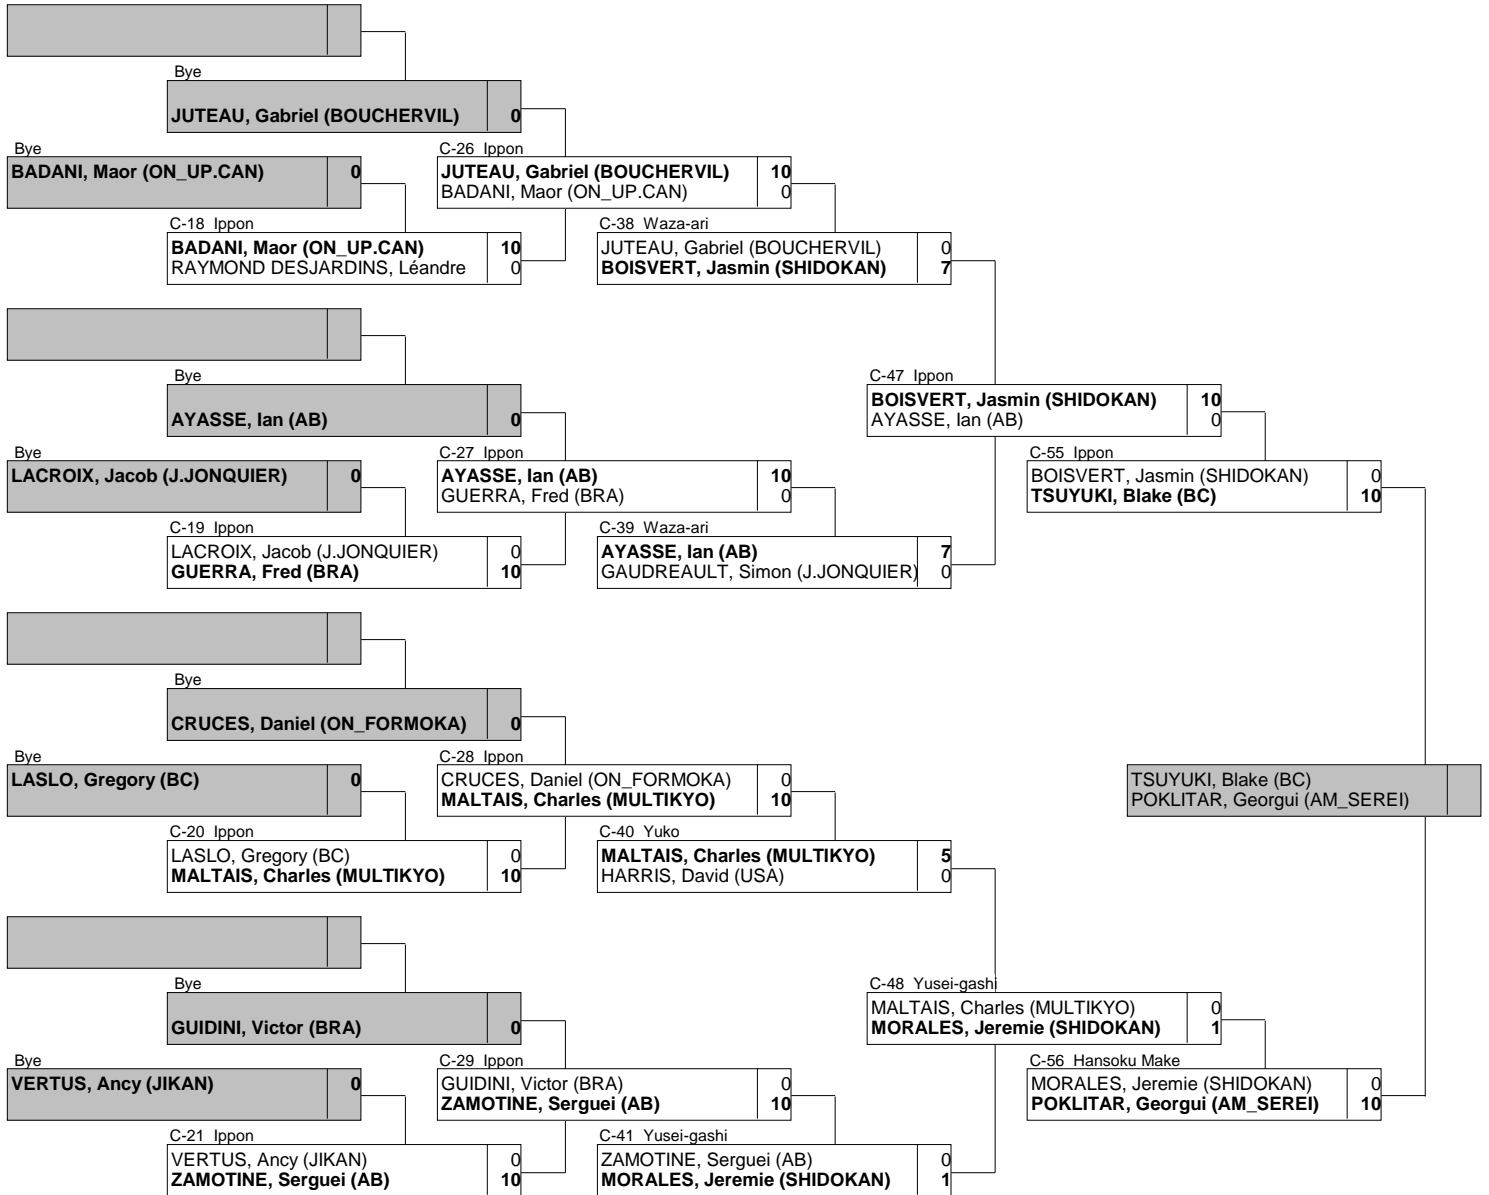 Bye
JUTEAU, Gabriel (BOUCHERVIL) 0
Bye
BADANI, Maor (ON_UP.CAN) 0
C-26 Ippon
JUTEAU, Gabriel (BOUCHERVIL) 10
BADANI, Maor (ON_UP.CAN) 0
C-18 Ippon
BADANI, Maor (ON_UP.CAN) 10
RAYMOND DESJARDINS, Léandre 0
C-38 Waza-ari
JUTEAU, Gabriel (BOUCHERVIL) 0
BOISVERT, Jasmin (SHIDOKAN) 7
Bye
AYASSE, Ian (AB) 0
C-47 Ippon
BOISVERT, Jasmin (SHIDOKAN) 10
AYASSE, Ian (AB) 0
Bye
LACROIX, Jacob (J.JONQUIER) 0
C-27 Ippon
AYASSE, Ian (AB) 10
GUERRA, Fred (BRA) 0
C-55 Ippon
BOISVERT, Jasmin (SHIDOKAN) 0
TSUYUKI, Blake (BC) 10
C-19 Ippon
LACROIX, Jacob (J.JONQUIER) 0
GUERRA, Fred (BRA) 10
C-39 Waza-ari
AYASSE, Ian (AB) 7
GAUDREAULT, Simon (J.JONQUIER) 0
Bye
CRUCES, Daniel (ON_FORMOKA) 0
Bye
LASLO, Gregory (BC) 0
C-28 Ippon
CRUCES, Daniel (ON_FORMOKA) 0
MALTAIS, Charles (MULTIKYO) 10
TSUYUKI, Blake (BC)
POKLITAR, Georgui (AM_SEREI)
C-20 Ippon
LASLO, Gregory (BC) 0
MALTAIS, Charles (MULTIKYO) 10
C-40 Yuko
MALTAIS, Charles (MULTIKYO) 5
HARRIS, David (USA) 0
Bye
GUIDINI, Victor (BRA) 0
C-48 Yusei-gashi
MALTAIS, Charles (MULTIKYO) 0
MORALES, Jeremie (SHIDOKAN) 1
Bye
VERTUS, Ancy (JIKAN) 0
C-29 Ippon
GUIDINI, Victor (BRA) 0
ZAMOTINE, Serguei (AB) 10
C-56 Hansoku Make
MORALES, Jeremie (SHIDOKAN) 0
POKLITAR, Georgui (AM_SEREI) 10
C-21 Ippon
VERTUS, Ancy (JIKAN) 0
ZAMOTINE, Serguei (AB) 10
C-41 Yusei-gashi
ZAMOTINE, Serguei (AB) 0
MORALES, Jeremie (SHIDOKAN) 1